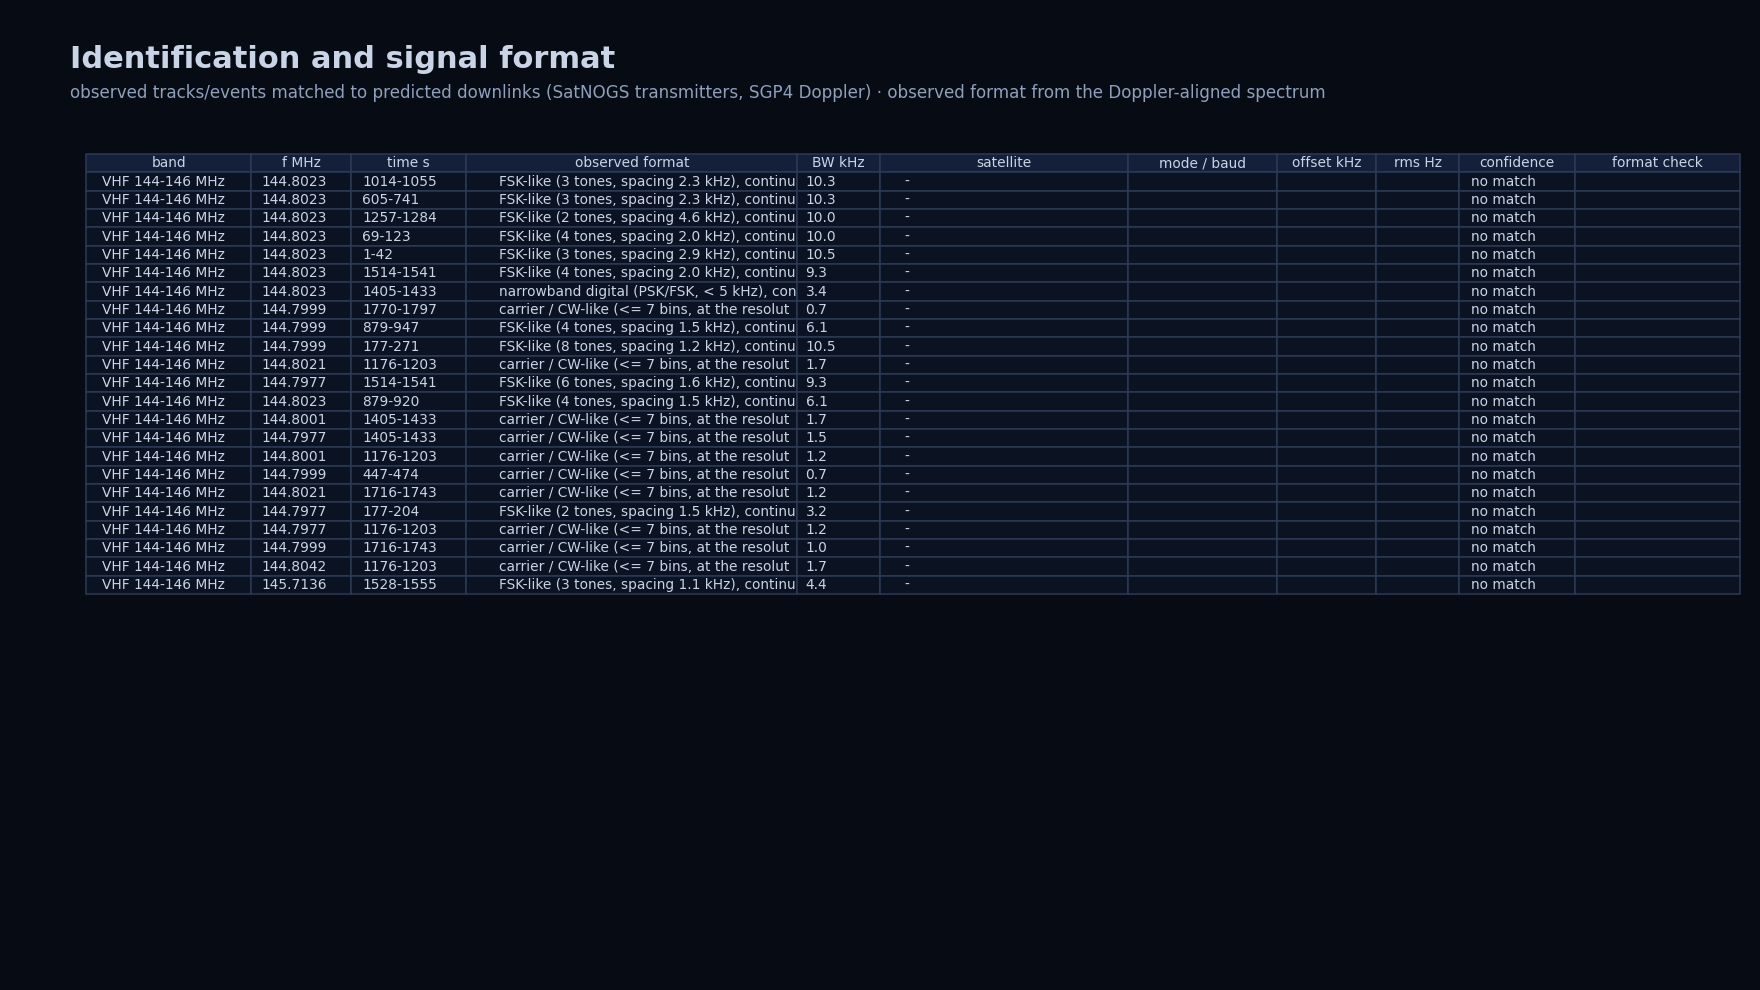 Identification and signal format
observed tracks/events matched to predicted downlinks (SatNOGS transmitters, SGP4 Doppler) · observed format from the Doppler-aligned spectrum
band f MHz time s observed format BW kHz satellite mode / baud offset kHz rms Hz confidence format check
VHF 144-146 MHz 144.8023 1014-1055 FSK-like (3 tones, spacing 2.3 kHz), continu 10.3 - no match
VHF 144-146 MHz 144.8023 605-741 FSK-like (3 tones, spacing 2.3 kHz), continu 10.3 - no match
VHF 144-146 MHz 144.8023 1257-1284 FSK-like (2 tones, spacing 4.6 kHz), continu 10.0 - no match
VHF 144-146 MHz 144.8023 69-123 FSK-like (4 tones, spacing 2.0 kHz), continu 10.0 - no match
VHF 144-146 MHz 144.8023 1-42 FSK-like (3 tones, spacing 2.9 kHz), continu 10.5 - no match
VHF 144-146 MHz 144.8023 1514-1541 FSK-like (4 tones, spacing 2.0 kHz), continu 9.3 - no match
VHF 144-146 MHz 144.8023 1405-1433 narrowband digital (PSK/FSK, < 5 kHz), con 3.4 - no match
VHF 144-146 MHz 144.7999 1770-1797 carrier / CW-like (<= 7 bins, at the resolut 0.7 - no match
VHF 144-146 MHz 144.7999 879-947 FSK-like (4 tones, spacing 1.5 kHz), continu 6.1 - no match
VHF 144-146 MHz 144.7999 177-271 FSK-like (8 tones, spacing 1.2 kHz), continu 10.5 - no match
VHF 144-146 MHz 144.8021 1176-1203 carrier / CW-like (<= 7 bins, at the resolut 1.7 - no match
VHF 144-146 MHz 144.7977 1514-1541 FSK-like (6 tones, spacing 1.6 kHz), continu 9.3 - no match
VHF 144-146 MHz 144.8023 879-920 FSK-like (4 tones, spacing 1.5 kHz), continu 6.1 - no match
VHF 144-146 MHz 144.8001 1405-1433 carrier / CW-like (<= 7 bins, at the resolut 1.7 - no match
VHF 144-146 MHz 144.7977 1405-1433 carrier / CW-like (<= 7 bins, at the resolut 1.5 - no match
VHF 144-146 MHz 144.8001 1176-1203 carrier / CW-like (<= 7 bins, at the resolut 1.2 - no match
VHF 144-146 MHz 144.7999 447-474 carrier / CW-like (<= 7 bins, at the resolut 0.7 - no match
VHF 144-146 MHz 144.8021 1716-1743 carrier / CW-like (<= 7 bins, at the resolut 1.2 - no match
VHF 144-146 MHz 144.7977 177-204 FSK-like (2 tones, spacing 1.5 kHz), continu 3.2 - no match
VHF 144-146 MHz 144.7977 1176-1203 carrier / CW-like (<= 7 bins, at the resolut 1.2 - no match
VHF 144-146 MHz 144.7999 1716-1743 carrier / CW-like (<= 7 bins, at the resolut 1.0 - no match
VHF 144-146 MHz 144.8042 1176-1203 carrier / CW-like (<= 7 bins, at the resolut 1.7 - no match
VHF 144-146 MHz 145.7136 1528-1555 FSK-like (3 tones, spacing 1.1 kHz), continu 4.4 - no match